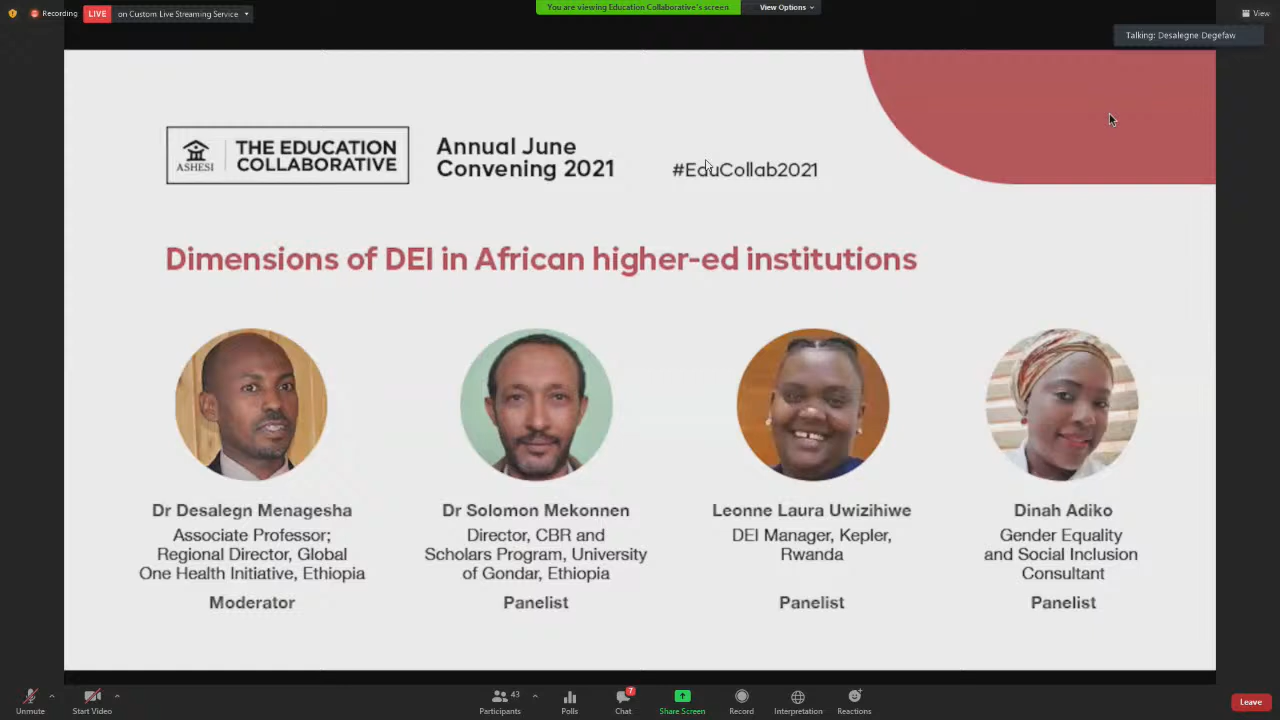 Recording
LIVE
on Custom Live Streaming Service
You are viewing Education Collaborative's screen
View Options
View
Talking: Desalegne Degefaw
ASHESI
THE EDUCATION
COLLABORATIVE
Annual June
Convening 2021
#EduCollab2021
Dimensions of DEI in African higher-ed institutions
Dr Desalegn Menagesha
Associate Professor;
Regional Director, Global
One Health Initiative, Ethiopia
Moderator
Dr Solomon Mekonnen
Director, CBR and
Scholars Program, University
of Gondar, Ethiopia
Panelist
Leonne Laura Uwizihiwe
DEI Manager, Kepler,
Rwanda
Panelist
Dinah Adiko
Gender Equality
and Social Inclusion
Consultant
Panelist
Unmute
Start Video
Participants
43
Polls
Chat
7
Share Screen
Record
Interpretation
Reactions
Leave